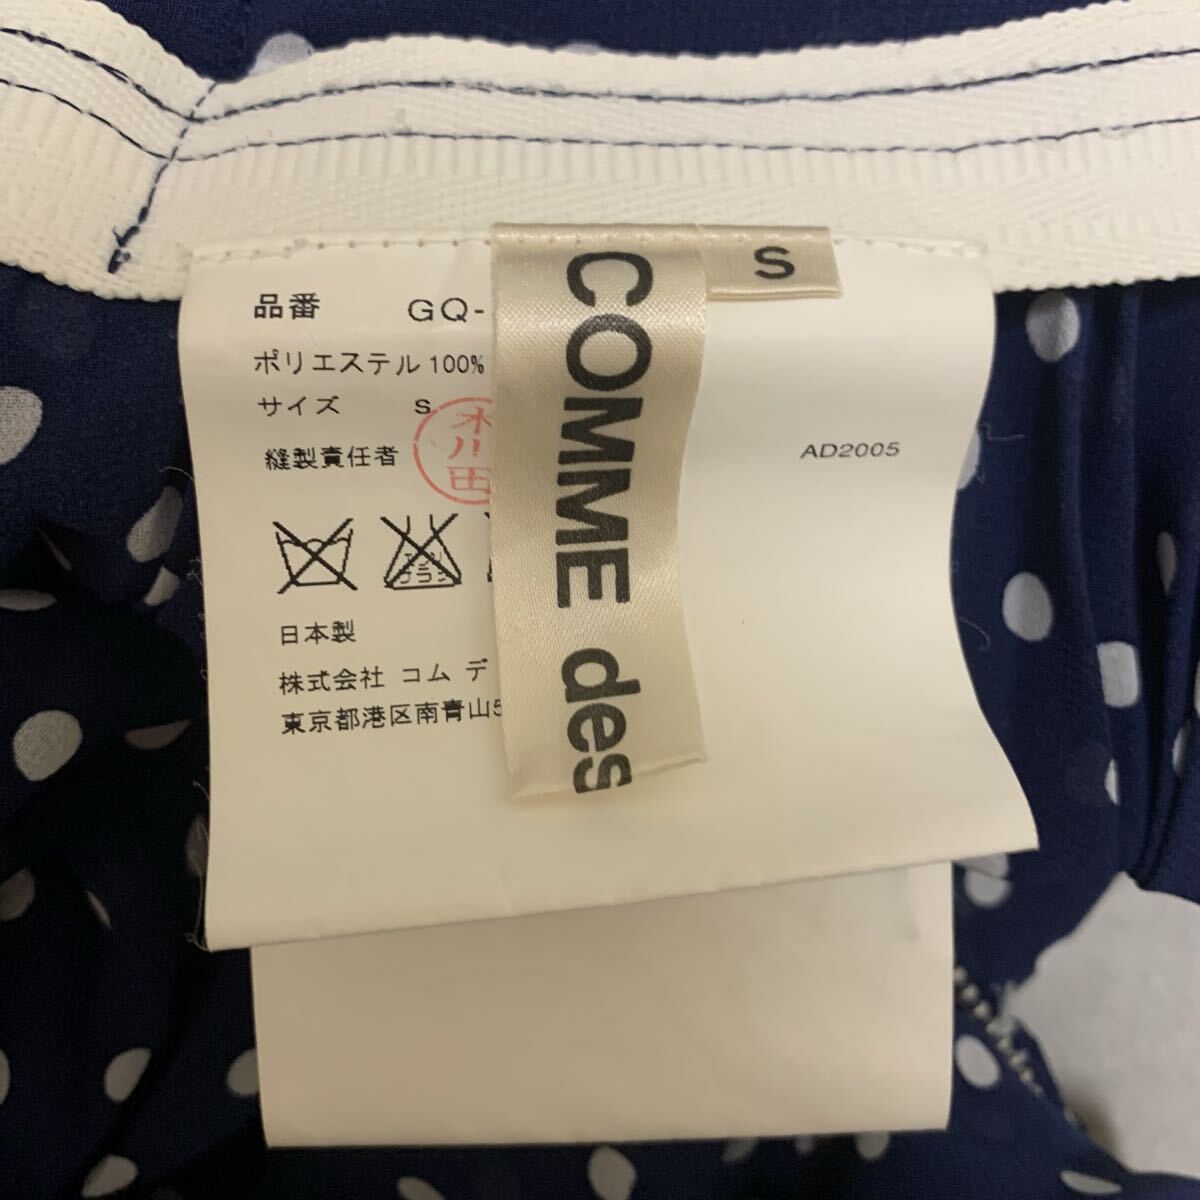 品番 GQ-
ポリエステル 100%
サイズ S
縫製責任者
日本製
株式会社 コム デ
東京都港区南青山5
COMME des
S
AD2005